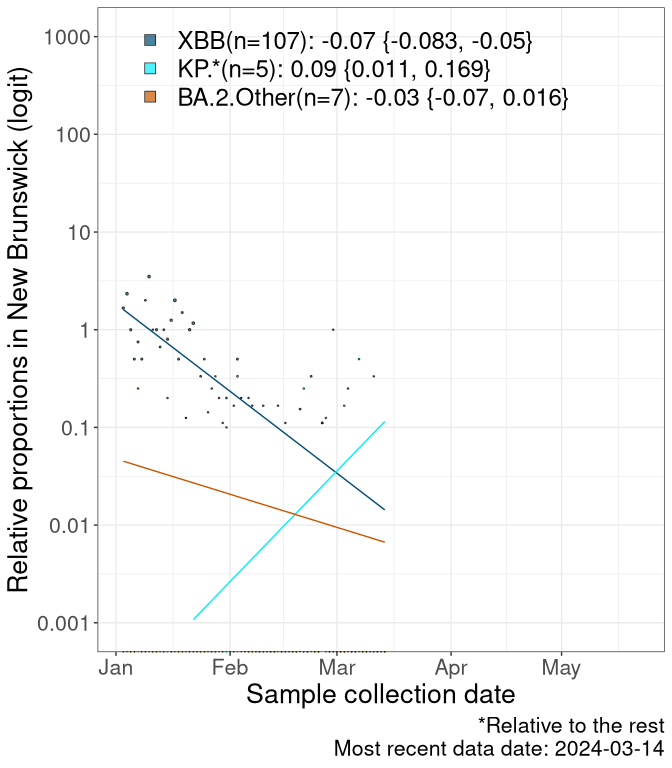 XBB(n=107): -0.07 {-0.083, -0.05}
KP.*(n=5): 0.09 {0.011, 0.169}
BA.2.Other(n=7): -0.03 {-0.07, 0.016}
Relative proportions in New Brunswick (logit)
1000
100
10
1
0.1
0.01
0.001
Jan Feb Mar Apr May
Sample collection date
*Relative to the rest
Most recent data date: 2024-03-14